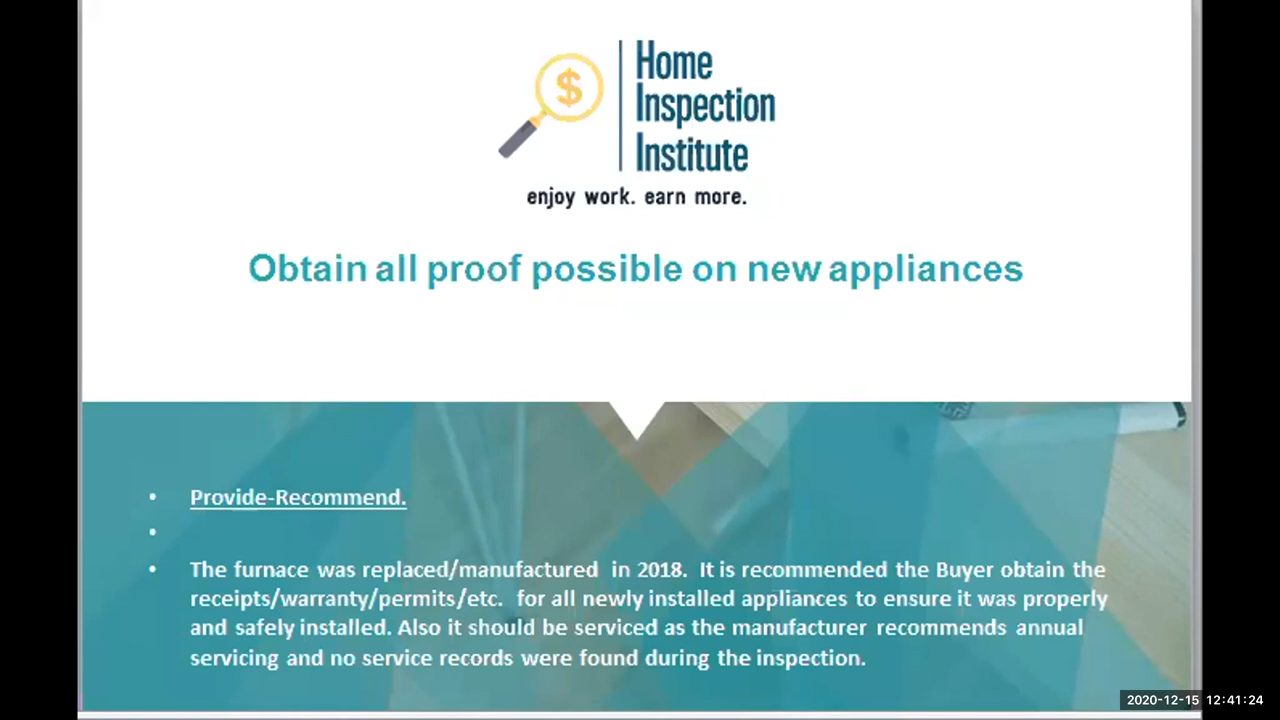 $
Home
Inspection
Institute
enjoy work. earn more.
Obtain all proof possible on new appliances
• Provide-Recommend.
•
• The furnace was replaced/manufactured in 2018. It is recommended the Buyer obtain the
receipts/warranty/permits/etc. for all newly installed appliances to ensure it was properly
and safely installed. Also it should be serviced as the manufacturer recommends annual
servicing and no service records were found during the inspection.
2020-12-15 12:41:24